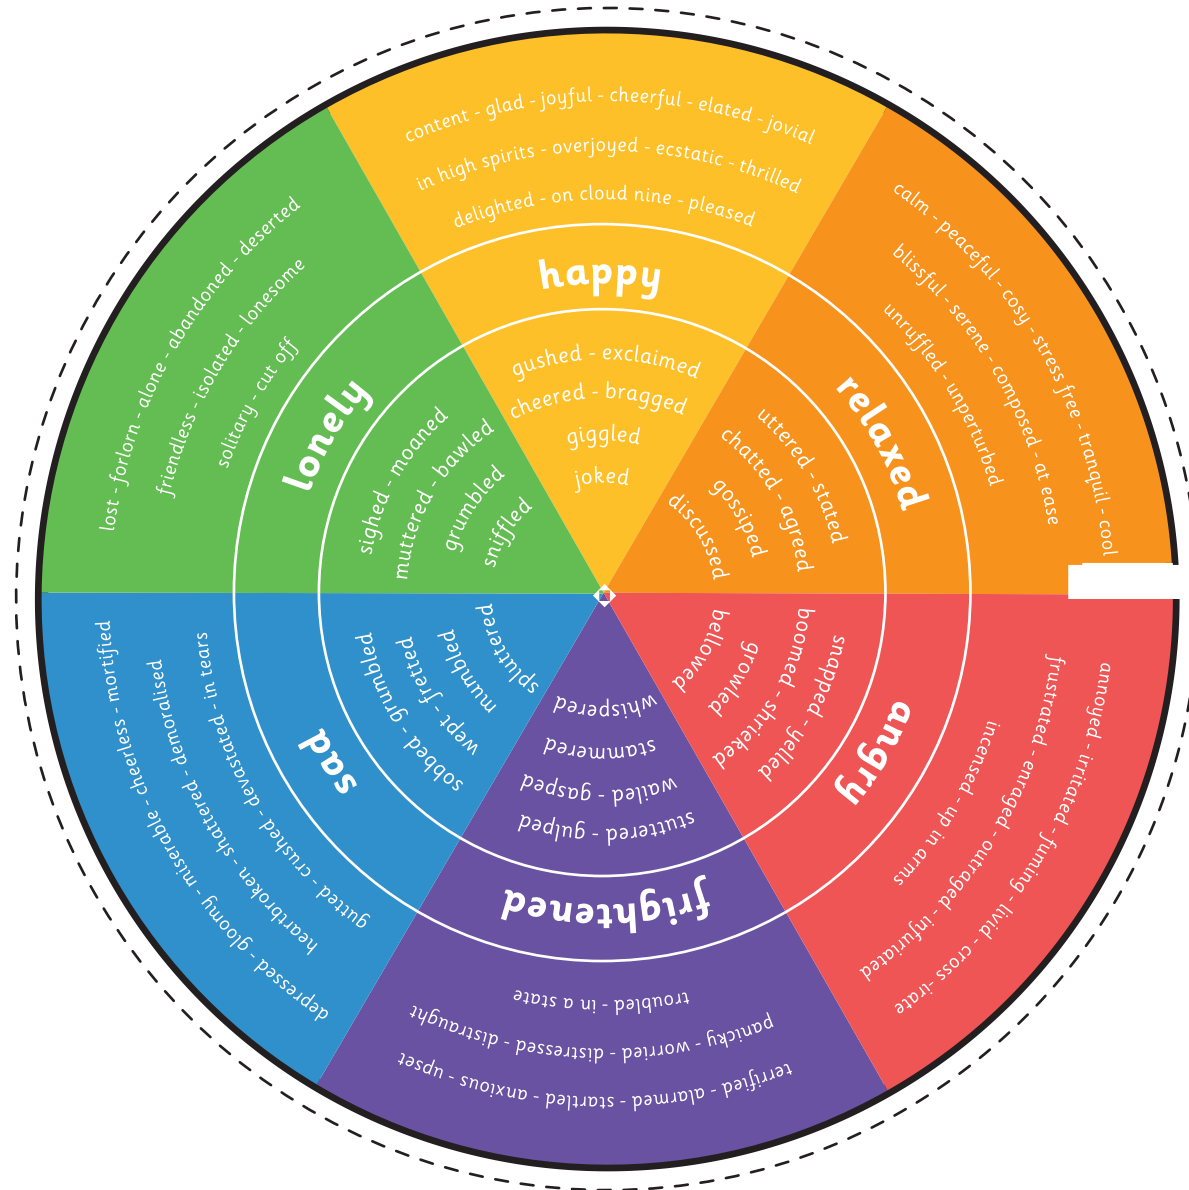 content - glad - joyful - cheerful - elated - jovial
in high spirits - overjoyed - ecstatic - thrilled
delighted - on cloud nine - pleased
happy
gushed - exclaimed
cheered - bragged
giggled
joked
calm - peaceful - cosy - stress free - tranquil - cool
blissful - serene - composed - at ease
unruffled - unperturbed
relaxed
uttered - stated
chatted - agreed
gossiped
discussed
annoyed - irritated - fuming - livid - cross -irate
frustrated - enraged - outraged - infuriated
incensed - up in arms
angry
snapped - yelled
boomed - shrieked
growled
bellowed
terrified - alarmed - startled - anxious - upset
panicky - worried - distressed - distraught
troubled - in a state
frightened
stuttered - gulped
wailed - gasped
stammered
whispered
depressed - gloomy - miserable - cheerless - mortified
heartbroken - shattered - demoralised
gutted - crushed - devastated - in tears
sad
sobbed - grumbled
wept - fretted
mumbled
spluttered
lost - forlorn - alone - abandoned - deserted
friendless - isolated - lonesome
solitary - cut off
lonely
sighed - moaned
muttered - bawled
grumbled
sniffled